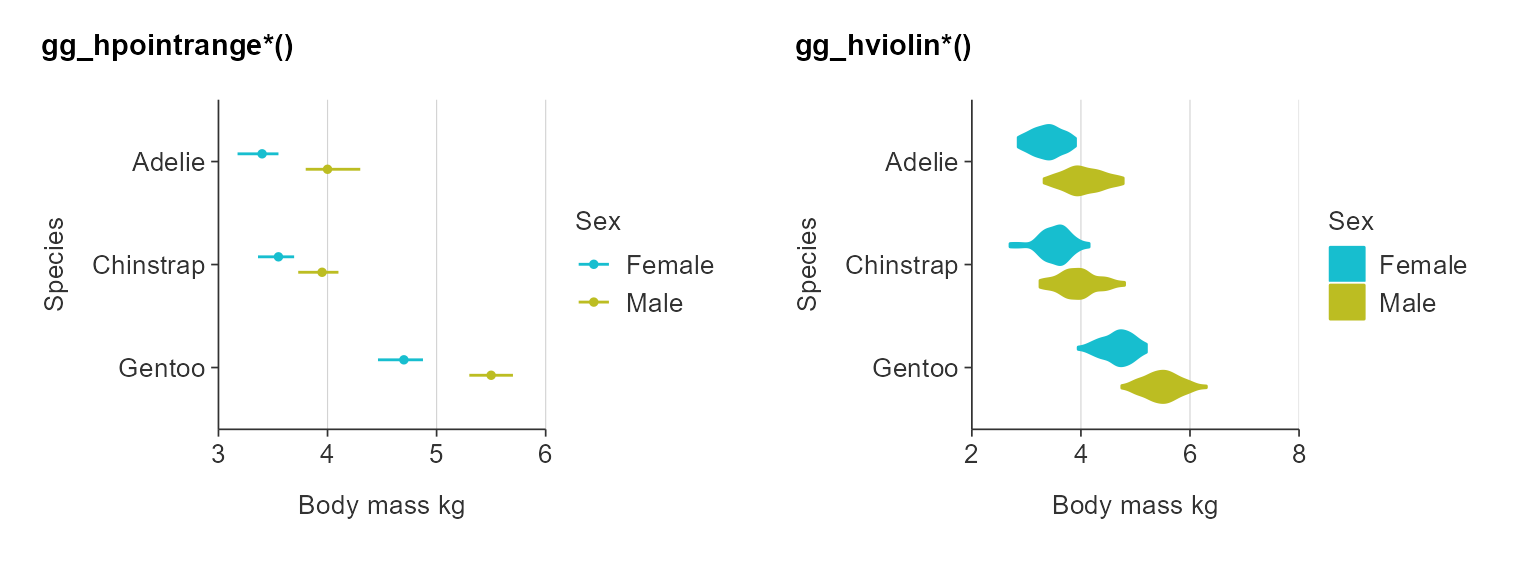 gg_hpointrange*()
Species
Adelie
Chinstrap
Gentoo
3 4 5 6
Body mass kg
Sex
Female
Male
gg_hviolin*()
Species
Adelie
Chinstrap
Gentoo
2 4 6 8
Body mass kg
Sex
Female
Male